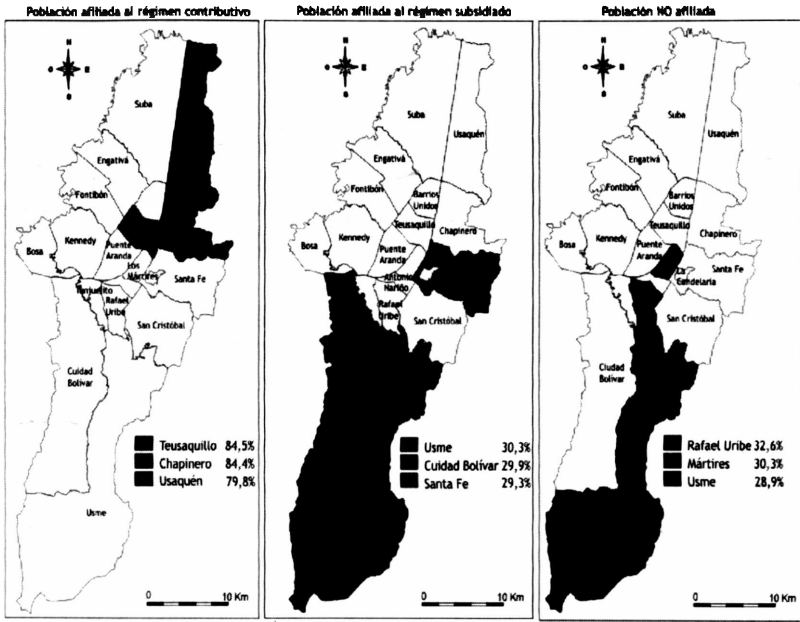 Población afiliada al régimen contributivo
N
O
E
S
Suba
Engativá
Fontibón
Bosa
Kennedy
Puente
Aranda
Los
Mártires
Santa Fe
Tunjuelito
Rafael
Uribe
San Cristóbal
Cuidad
Bolívar
Teusaquillo 84,5%
Chapinero 84,4%
Usaquén 79,8%
Usme
0 10 Km
Población afiliada al régimen subsidiado
N
O
E
S
Suba
Usaquén
Engativá
Fontibón
Barrios
Unidos
Teusaquillo
Chapinero
Bosa
Kennedy
Puente
Aranda
Antonio
Nariño
Rafael
Uribe
San Cristóbal
Usme 30,3%
Cuidad Bolívar 29,9%
Santa Fe 29,3%
0 10 Km
Población NO afiliada
N
O
E
S
Suba
Usaquén
Engativá
Fontibón
Barrios
Unidos
Teusaquillo
Chapinero
Bosa
Kennedy
Puente
Aranda
Santa Fe
La
Candelaria
San Cristóbal
Ciudad
Bolívar
Rafael Uribe 32,6%
Mártires 30,3%
Usme 28,9%
0 10 Km